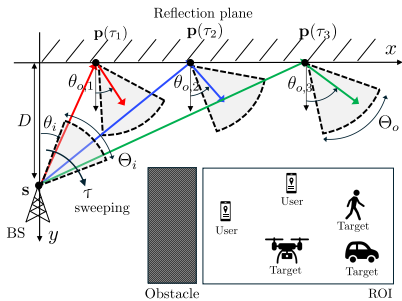 Reflection plane
p(τ₁) p(τ₂) p(τ₃)
x
θₒ,₁ θₒ,₂ θₒ,₃
D θᵢ
Θᵢ Θₒ
s τ
sweeping
BS y
User User Target
Target Target
Obstacle ROI